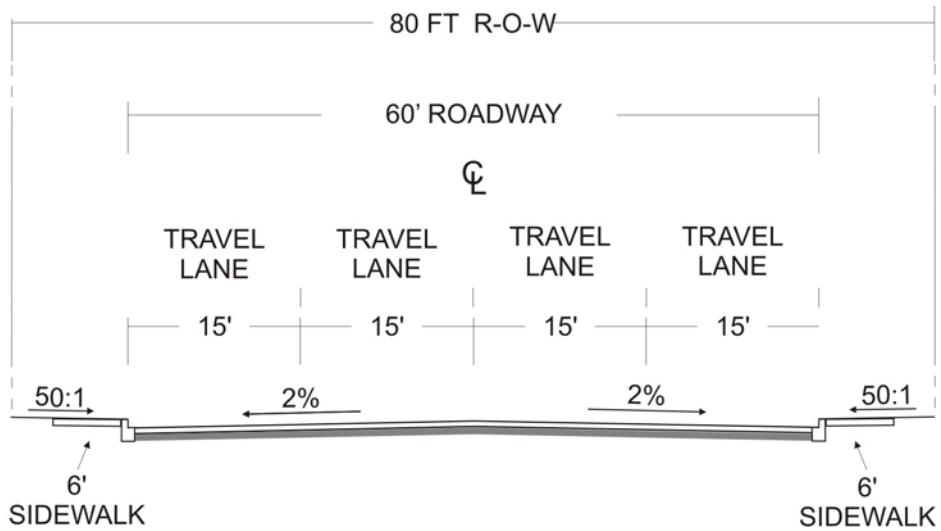 80 FT R-O-W
60' ROADWAY
℄
TRAVEL TRAVEL TRAVEL TRAVEL
LANE LANE LANE LANE
15' 15' 15' 15'
50:1 2% 2% 50:1
6' 6'
SIDEWALK SIDEWALK